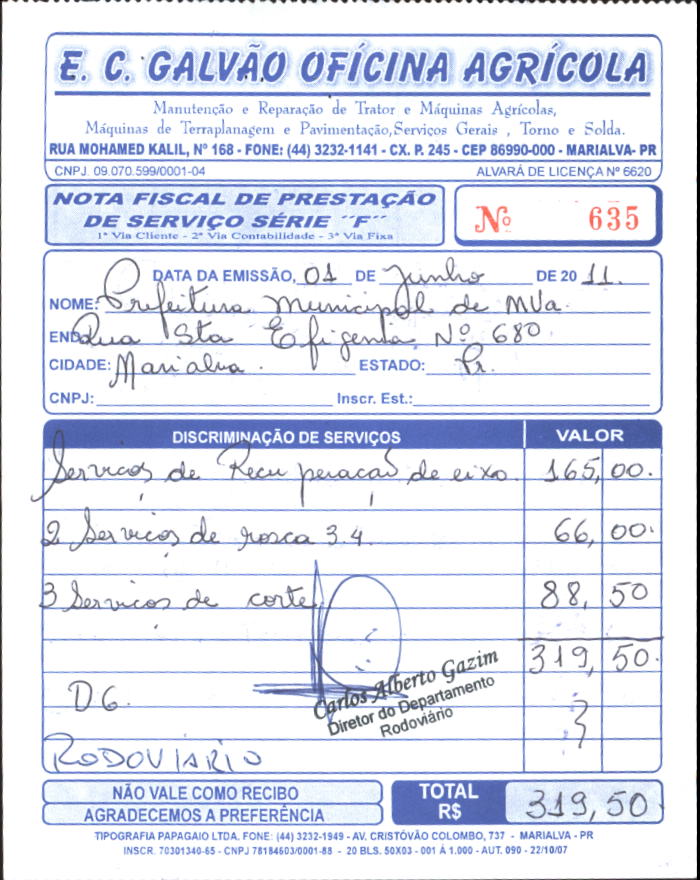 E. C. GALVÃO OFÍCINA AGRÍCOLA
Manutenção e Reparação de Trator e Máquinas Agrícolas,
Máquinas de Terraplanagem e Pavimentação,Serviços Gerais , Torno e Solda.
RUA MOHAMED KALIL, Nº 168 - FONE: (44) 3232-1141 - CX. P. 245 - CEP 86990-000 - MARIALVA- PR
CNPJ. 09.070.599/0001-04 ALVARÁ DE LICENÇA Nº 6620
NOTA FISCAL DE PRESTAÇÃO
DE SERVIÇO SÉRIE "F"
1ª Via Cliente - 2ª Via Contabilidade - 3ª Via Fixa
Nº 635
DATA DA EMISSÃO, 01 DE Junho DE 20 11.
NOME: Prefeitura Municipal de MVa.
END Rua Sta Efigenia Nº 680
CIDADE: Marialva. ESTADO: Pr.
CNPJ: Inscr. Est.:
DISCRIMINAÇÃO DE SERVIÇOS VALOR
Servicos de Recuperacaõ de eixo. 165,00.
2 Servicos de rosca 3.4. 66,00.
3 Servicos de corte 88,50
319,50.
Carlos Alberto Gazim
Diretor do Departamento
Rodoviário
D6.
RODOVIÁRIO
NÃO VALE COMO RECIBO
AGRADECEMOS A PREFERÊNCIA
TOTAL
R$ 319,50.
TIPOGRAFIA PAPAGAIO LTDA. FONE: (44) 3232-1949 - AV. CRISTÓVÃO COLOMBO, 737 - MARIALVA - PR
INSCR. 70301340-65 - CNPJ 78184603/0001-88 - 20 BLS. 50X03 - 001 À 1.000 - AUT. 090 - 22/10/07